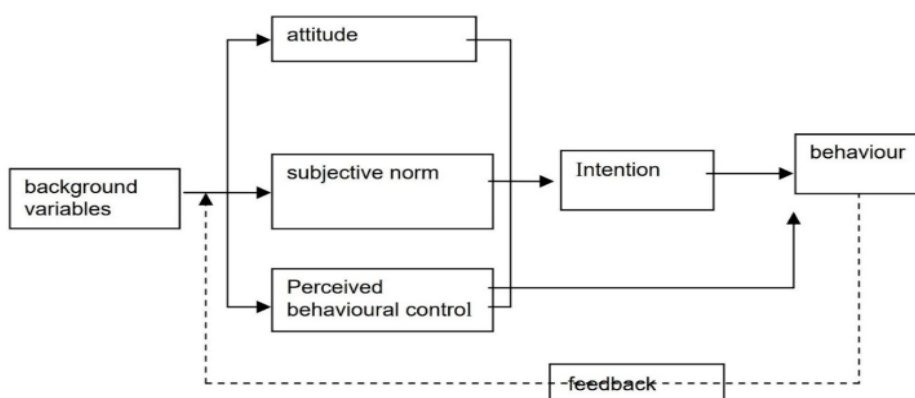 attitude
background
variables
subjective norm
Perceived
behavioural control
Intention
behaviour
feedback